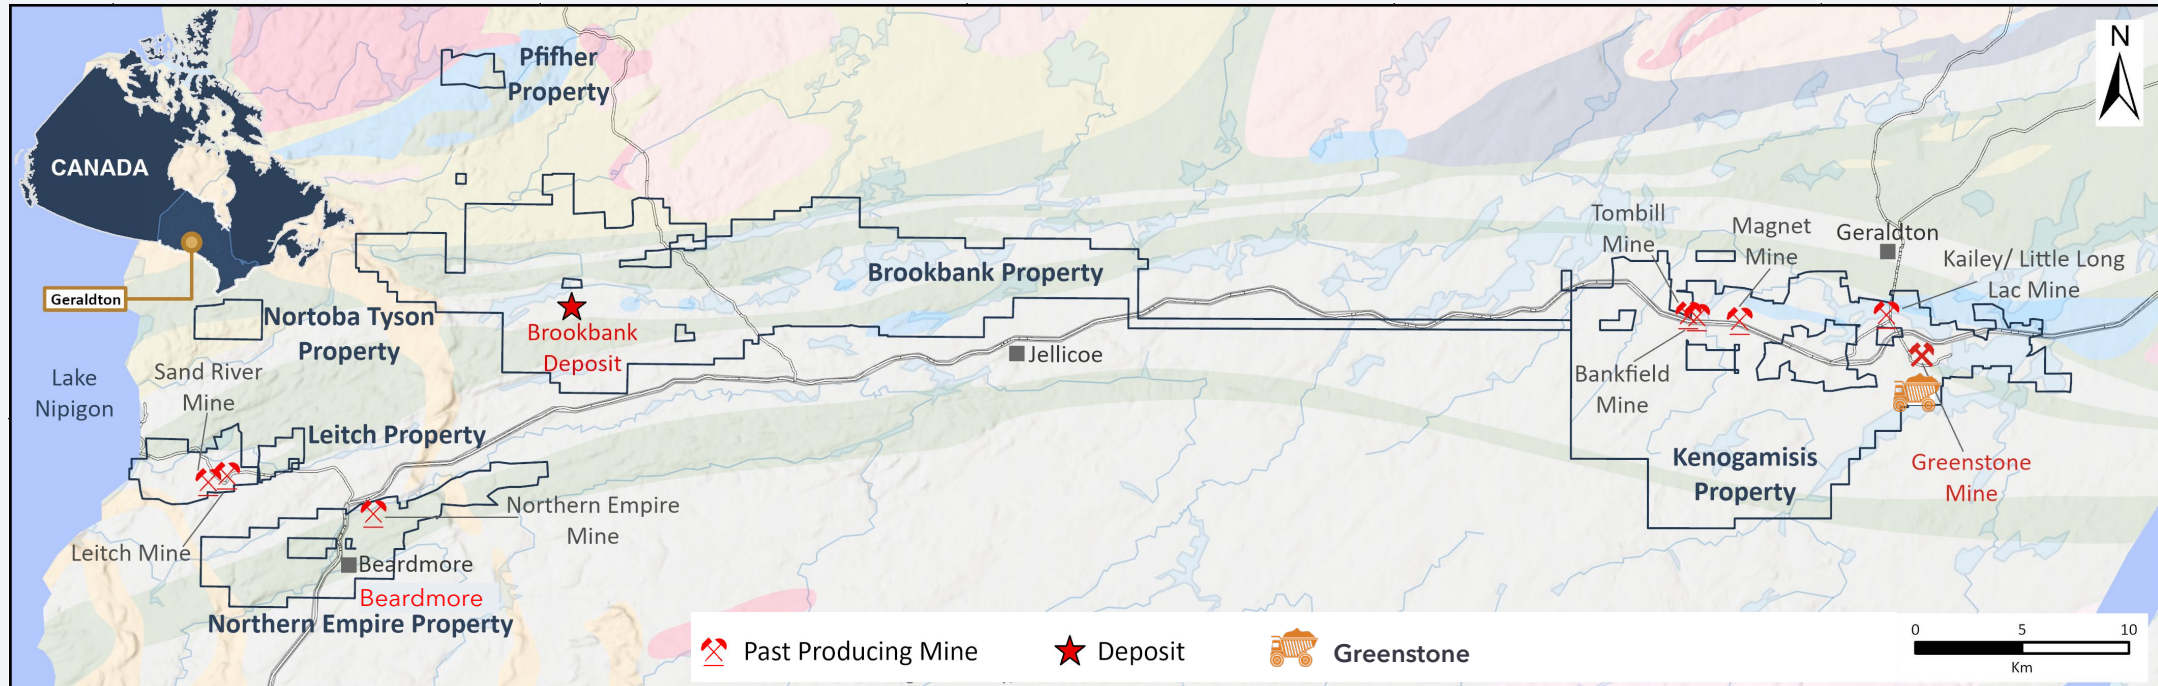 Pfifher
Property
N
CANADA
Geraldton
Tombill
Mine
Magnet
Mine
Geraldton
Kailey/ Little Long
Lac Mine
Brookbank Property
Nortoba Tyson
Property
Brookbank
Deposit
Jellicoe
Lake
Nipigon
Sand River
Mine
Bankfield
Mine
Leitch Property
Kenogamisis
Property
Greenstone
Mine
Northern Empire
Mine
Leitch Mine
Beardmore
Beardmore
Northern Empire Property
Past Producing Mine
Deposit
Greenstone
0 5 10
Km